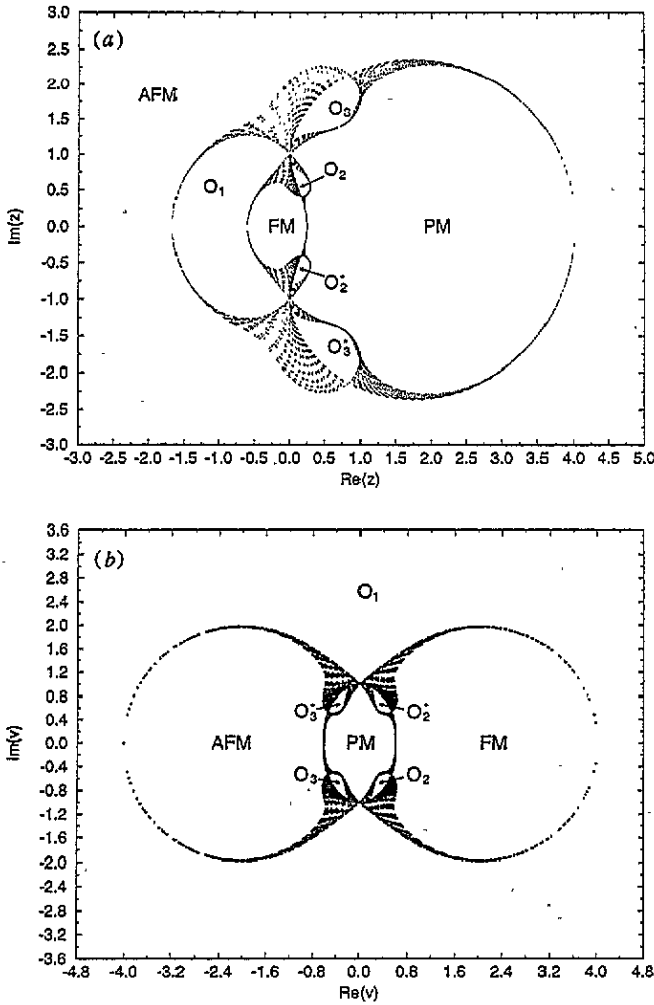 (a)
3.0
2.5
2.0
1.5
1.0
0.5
0.0
-0.5
-1.0
-1.5
-2.0
-2.5
-3.0
Im(z)
AFM
O3
O2
O1
FM
PM
O2*
O3*
-3.0 -2.5 -2.0 -1.5 -1.0 -0.5 0.0 0.5 1.0 1.5 2.0 2.5 3.0 3.5 4.0 4.5 5.0
Re(z)
(b)
3.6
3.2
2.8
2.4
2.0
1.6
1.2
0.8
0.4
0.0
-0.4
-0.8
-1.2
-1.6
-2.0
-2.4
-2.8
-3.2
-3.6
Im(v)
O1
O3* O2*
AFM PM FM
O3 O2
-4.8 -4.0 -3.2 -2.4 -1.6 -0.8 0.0 0.8 1.6 2.4 3.2 4.0 4.8
Re(v)